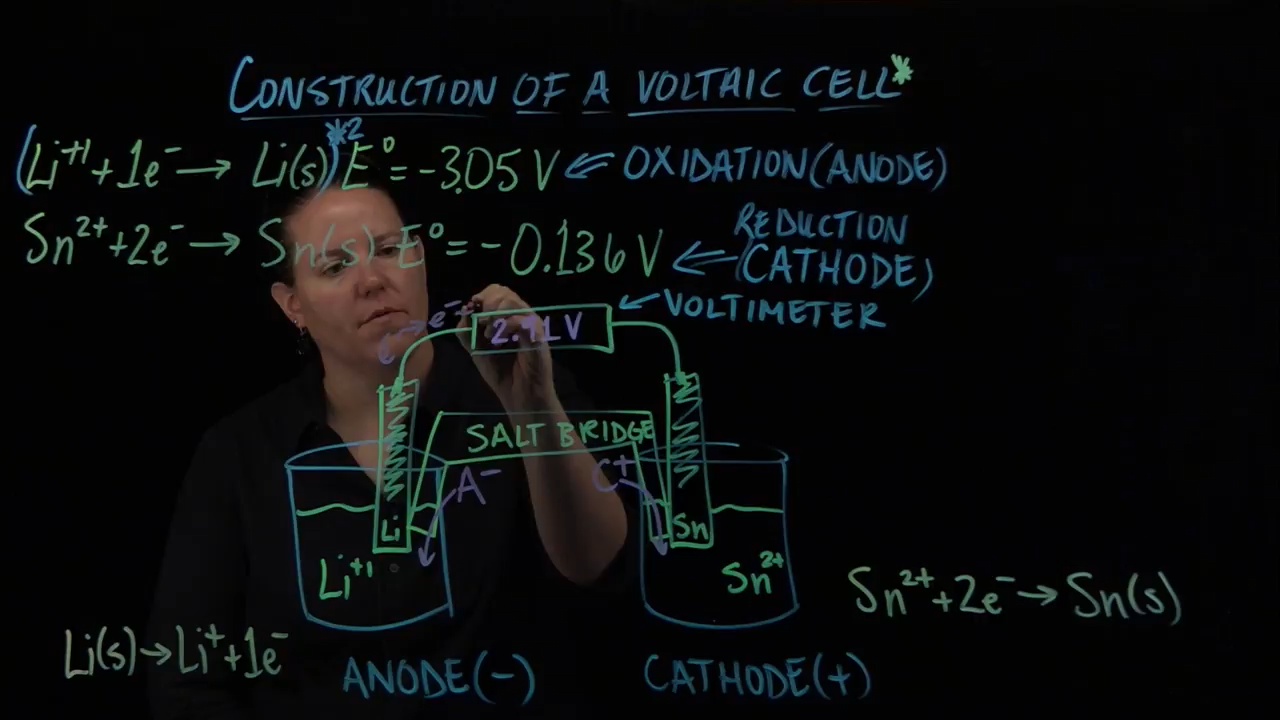 CONSTRUCTION OF A VOLTAIC CELL*
(Li⁺¹ + 1e⁻ → Li(s))*2 E° = -3.05 V ⇐ OXIDATION (ANODE)
Sn²⁺ + 2e⁻ → Sn(s) E° = -0.136 V ← REDUCTION (CATHODE)
← VOLTIMETER
e⁻
2.91 V
SALT BRIDGE
A⁻ C⁺
Li Sn
Li⁺¹ Sn²⁺
Sn²⁺ + 2e⁻ → Sn(s)
Li(s) → Li⁺ + 1e⁻
ANODE (-) CATHODE (+)